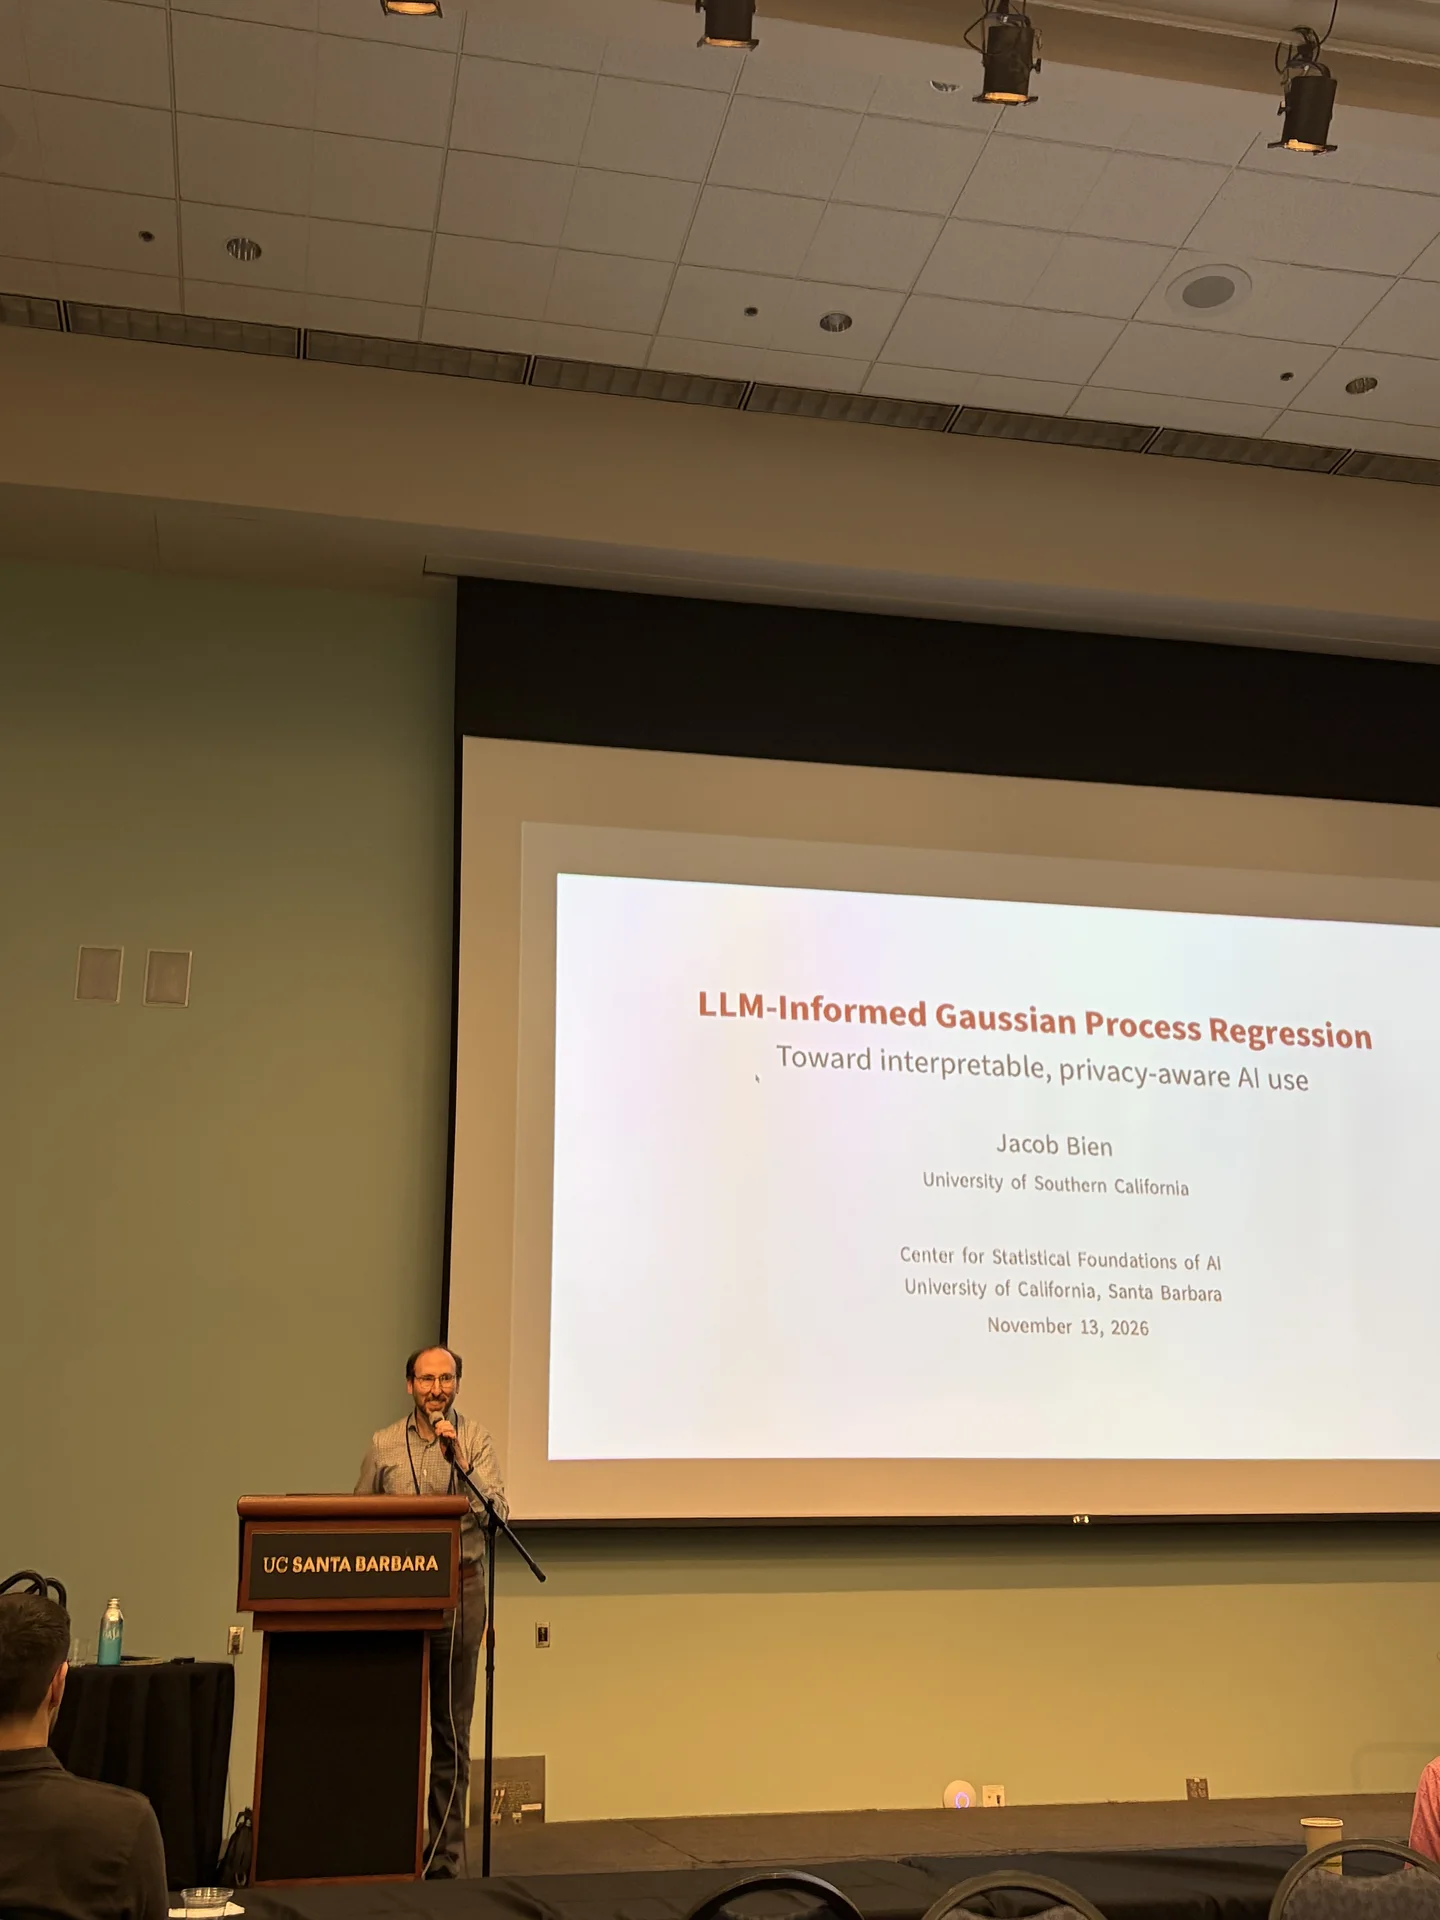 LLM-Informed Gaussian Process Regression
Toward interpretable, privacy-aware AI use
Jacob Bien
University of Southern California
Center for Statistical Foundations of AI
University of California, Santa Barbara
November 13, 2026
UC SANTA BARBARA